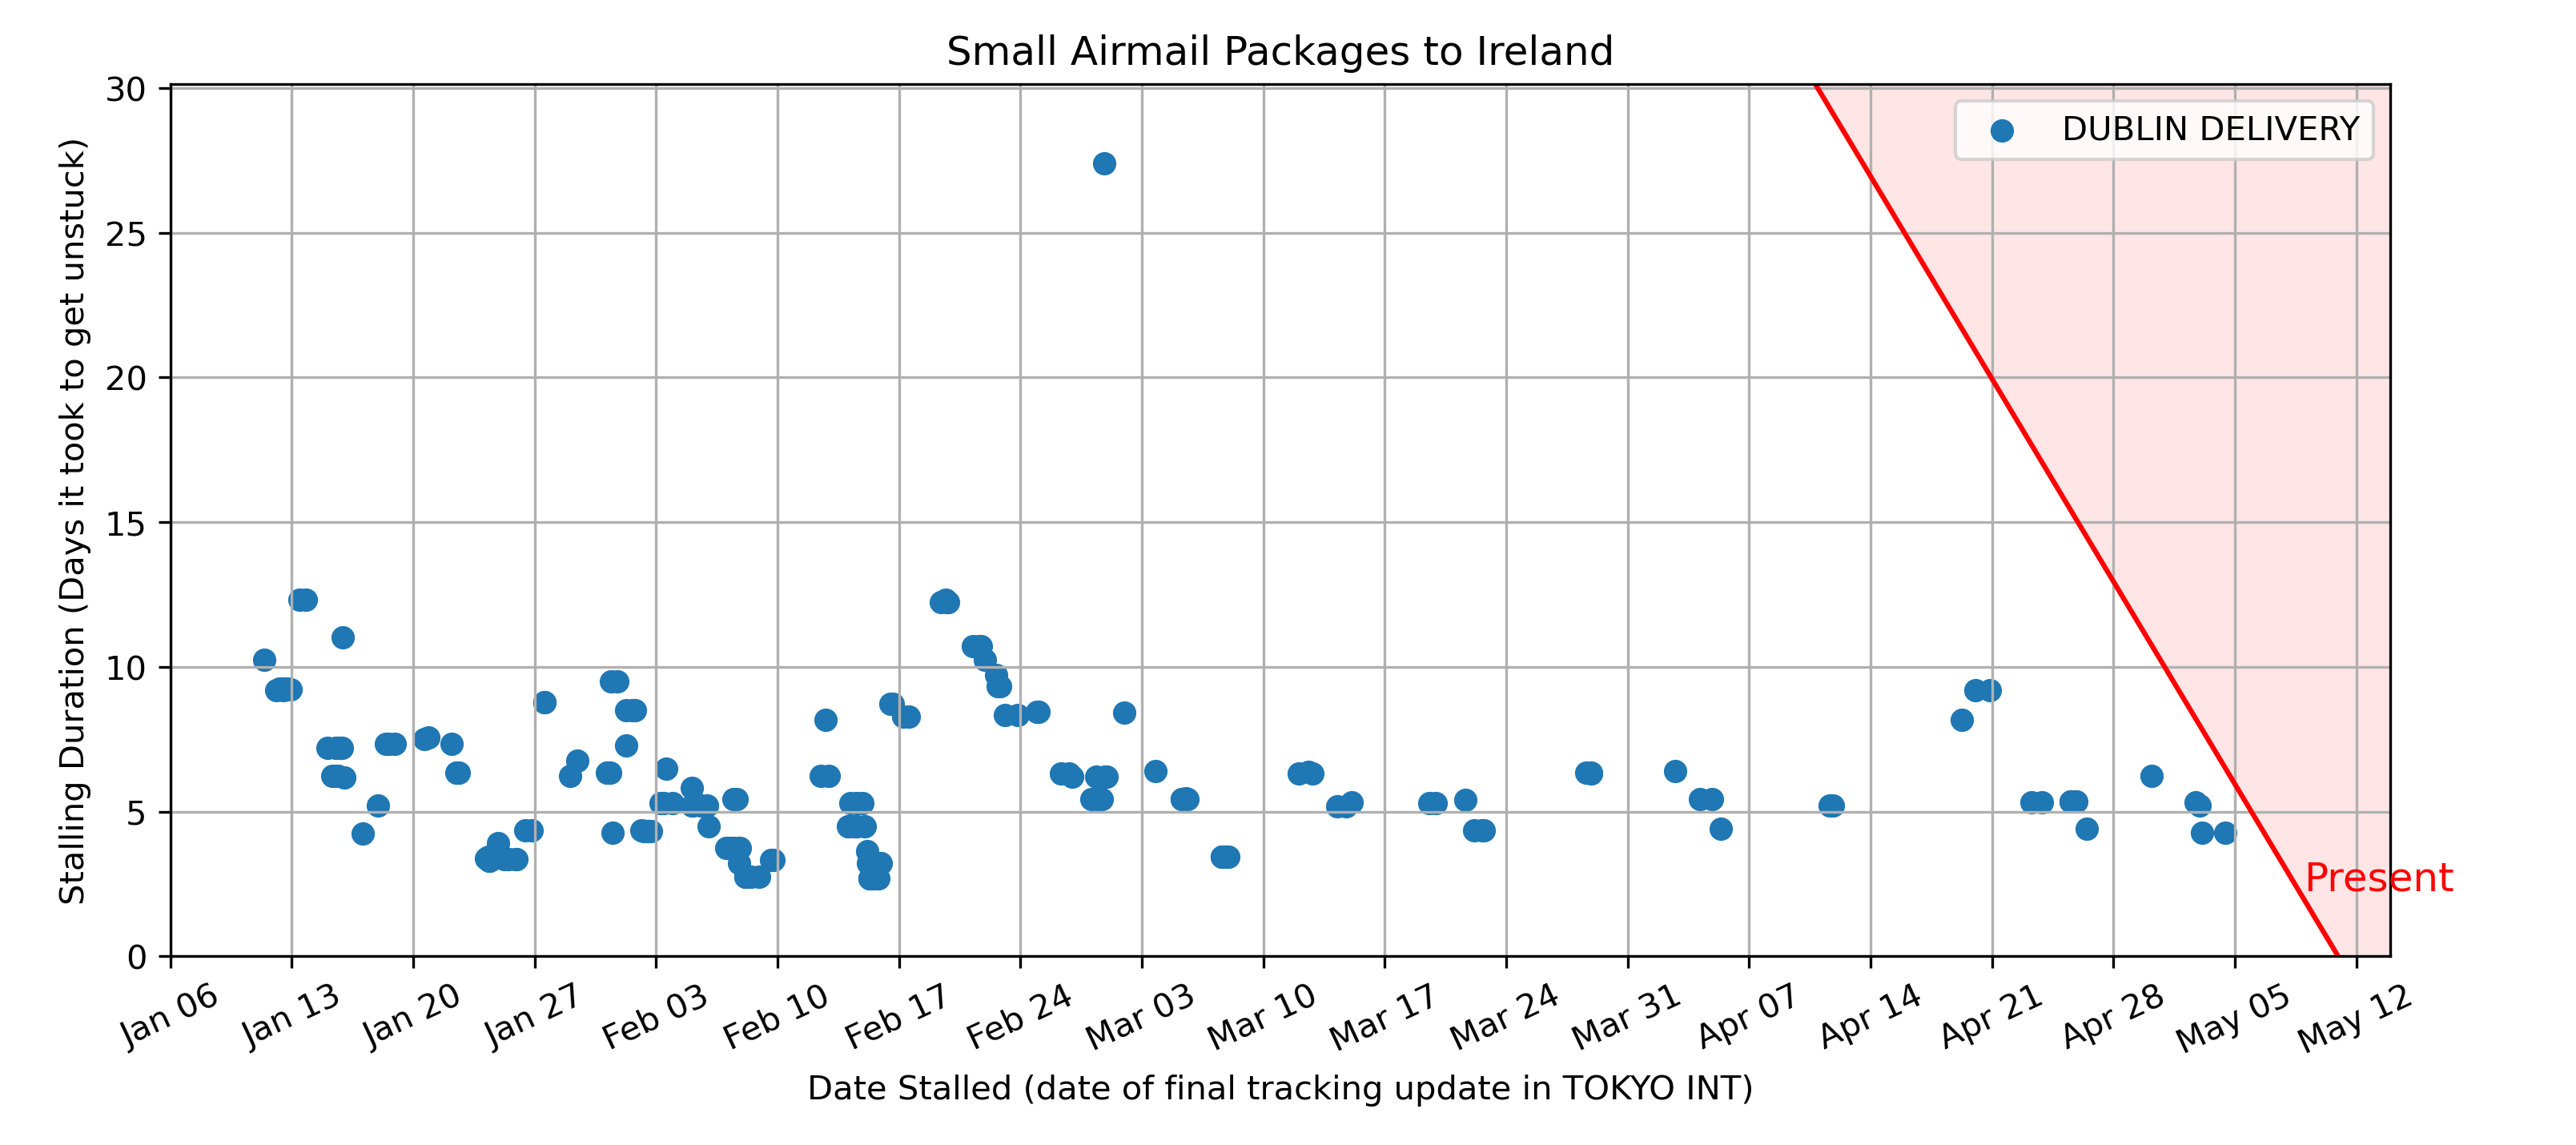 Small Airmail Packages to Ireland
Stalling Duration (Days it took to get unstuck)
30
25
20
15
10
5
0
DUBLIN DELIVERY
Present
Jan 06
Jan 13
Jan 20
Jan 27
Feb 03
Feb 10
Feb 17
Feb 24
Mar 03
Mar 10
Mar 17
Mar 24
Mar 31
Apr 07
Apr 14
Apr 21
Apr 28
May 05
May 12
Date Stalled (date of final tracking update in TOKYO INT)